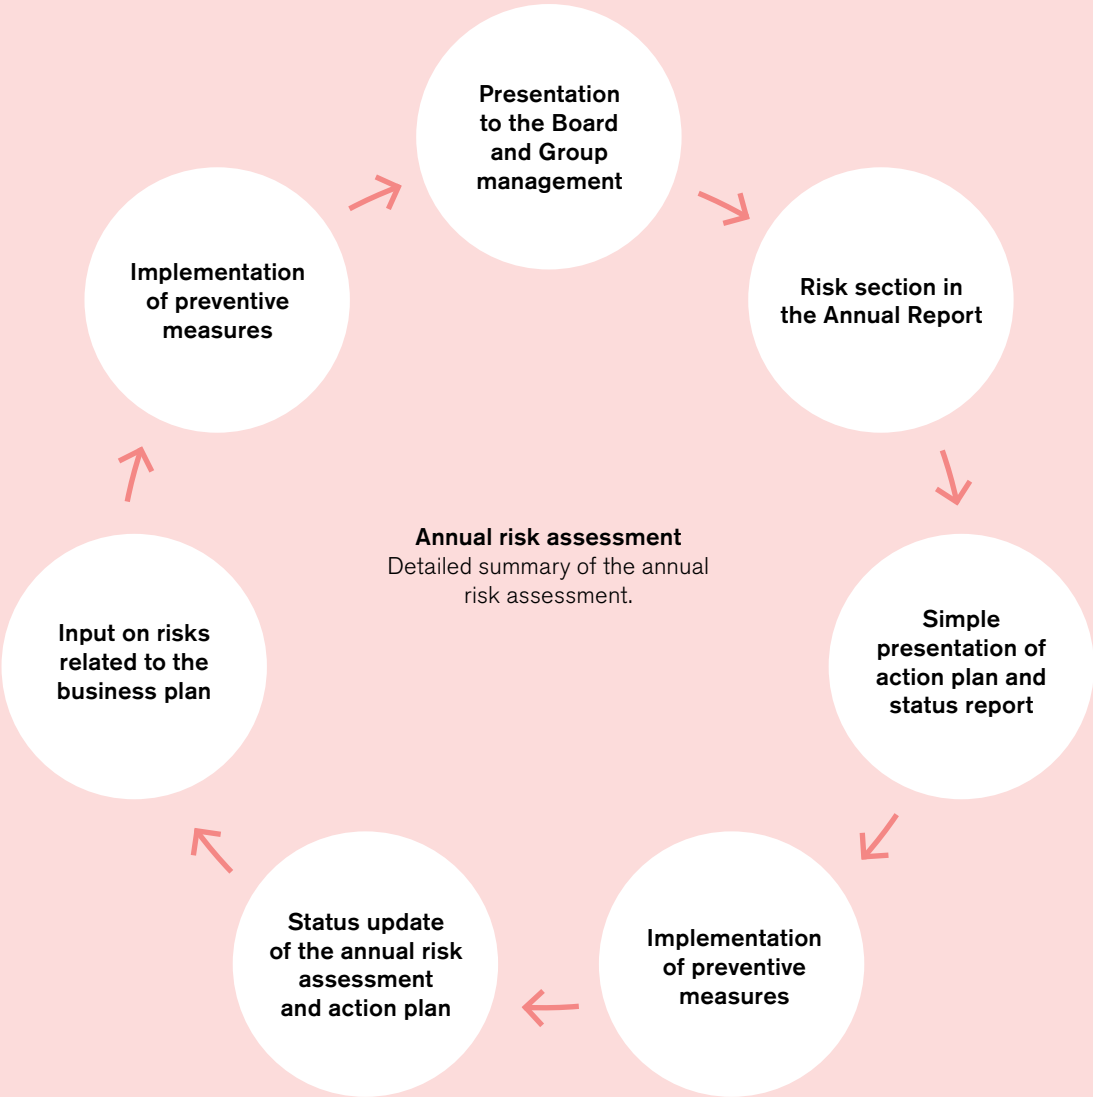 Presentation
to the Board
and Group
management
Risk section in
the Annual Report
Simple
presentation of
action plan and
status report
Implementation
of preventive
measures
Status update
of the annual risk
assessment
and action plan
Input on risks
related to the
business plan
Implementation
of preventive
measures
Annual risk assessment
Detailed summary of the annual
risk assessment.